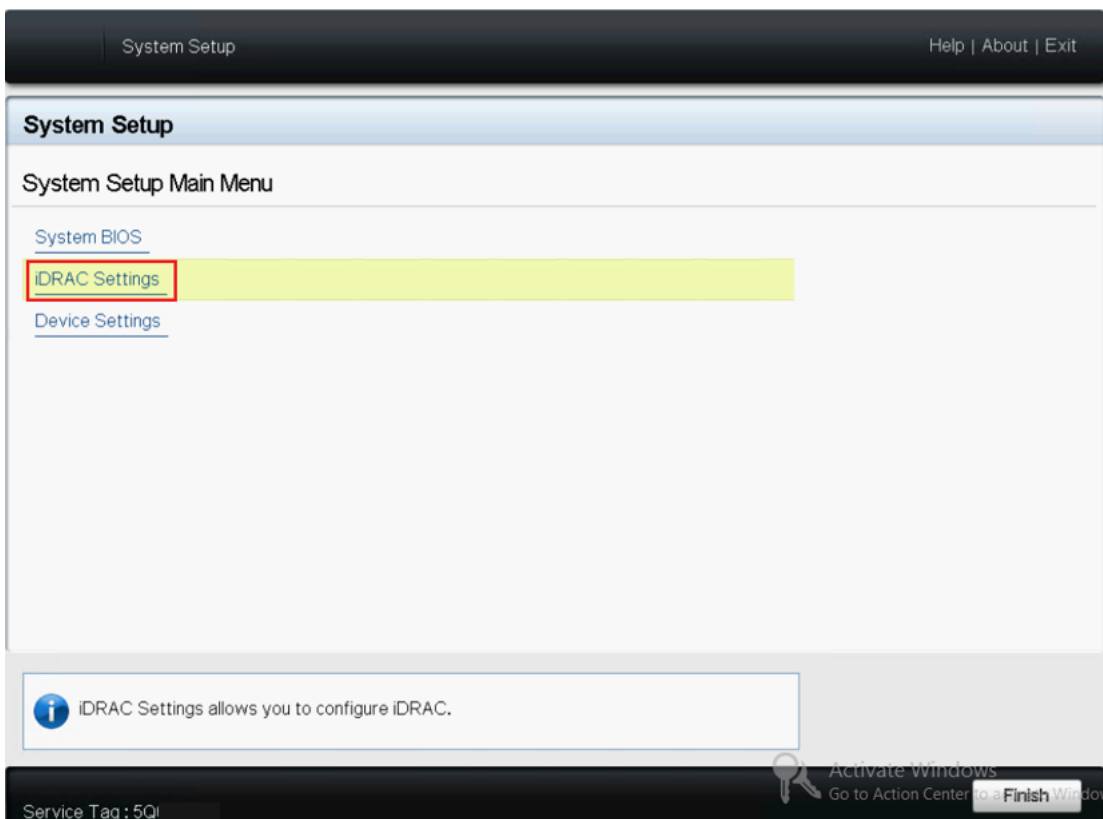 System Setup
Help | About | Exit
System Setup
System Setup Main Menu
System BIOS
iDRAC Settings
Device Settings
iDRAC Settings allows you to configure iDRAC.
Activate Windows
Go to Action Center to a
Finish
Service Tag : 5Q